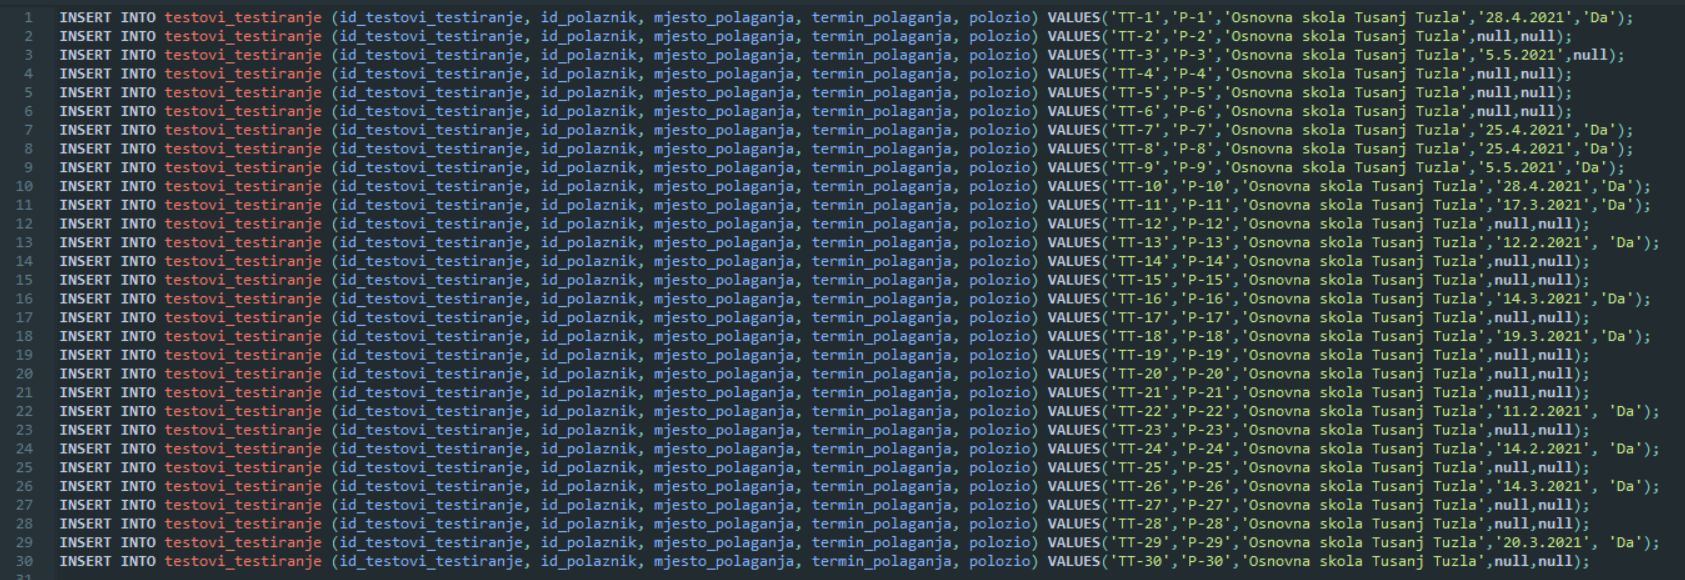 1 INSERT INTO testovi_testiranje (id_testovi_testiranje, id_polaznik, mjesto_polaganja, termin_polaganja, polozio) VALUES('TT-1','P-1','Osnovna skola Tusanj Tuzla','28.4.2021','Da');
2 INSERT INTO testovi_testiranje (id_testovi_testiranje, id_polaznik, mjesto_polaganja, termin_polaganja, polozio) VALUES('TT-2','P-2','Osnovna skola Tusanj Tuzla',null,null);
3 INSERT INTO testovi_testiranje (id_testovi_testiranje, id_polaznik, mjesto_polaganja, termin_polaganja, polozio) VALUES('TT-3','P-3','Osnovna skola Tusanj Tuzla','5.5.2021',null);
4 INSERT INTO testovi_testiranje (id_testovi_testiranje, id_polaznik, mjesto_polaganja, termin_polaganja, polozio) VALUES('TT-4','P-4','Osnovna skola Tusanj Tuzla',null,null);
5 INSERT INTO testovi_testiranje (id_testovi_testiranje, id_polaznik, mjesto_polaganja, termin_polaganja, polozio) VALUES('TT-5','P-5','Osnovna skola Tusanj Tuzla',null,null);
6 INSERT INTO testovi_testiranje (id_testovi_testiranje, id_polaznik, mjesto_polaganja, termin_polaganja, polozio) VALUES('TT-6','P-6','Osnovna skola Tusanj Tuzla',null,null);
7 INSERT INTO testovi_testiranje (id_testovi_testiranje, id_polaznik, mjesto_polaganja, termin_polaganja, polozio) VALUES('TT-7','P-7','Osnovna skola Tusanj Tuzla','25.4.2021','Da');
8 INSERT INTO testovi_testiranje (id_testovi_testiranje, id_polaznik, mjesto_polaganja, termin_polaganja, polozio) VALUES('TT-8','P-8','Osnovna skola Tusanj Tuzla','25.4.2021','Da');
9 INSERT INTO testovi_testiranje (id_testovi_testiranje, id_polaznik, mjesto_polaganja, termin_polaganja, polozio) VALUES('TT-9','P-9','Osnovna skola Tusanj Tuzla','5.5.2021','Da');
10 INSERT INTO testovi_testiranje (id_testovi_testiranje, id_polaznik, mjesto_polaganja, termin_polaganja, polozio) VALUES('TT-10','P-10','Osnovna skola Tusanj Tuzla','28.4.2021','Da');
11 INSERT INTO testovi_testiranje (id_testovi_testiranje, id_polaznik, mjesto_polaganja, termin_polaganja, polozio) VALUES('TT-11','P-11','Osnovna skola Tusanj Tuzla','17.3.2021','Da');
12 INSERT INTO testovi_testiranje (id_testovi_testiranje, id_polaznik, mjesto_polaganja, termin_polaganja, polozio) VALUES('TT-12','P-12','Osnovna skola Tusanj Tuzla',null,null);
13 INSERT INTO testovi_testiranje (id_testovi_testiranje, id_polaznik, mjesto_polaganja, termin_polaganja, polozio) VALUES('TT-13','P-13','Osnovna skola Tusanj Tuzla','12.2.2021', 'Da');
14 INSERT INTO testovi_testiranje (id_testovi_testiranje, id_polaznik, mjesto_polaganja, termin_polaganja, polozio) VALUES('TT-14','P-14','Osnovna skola Tusanj Tuzla',null,null);
15 INSERT INTO testovi_testiranje (id_testovi_testiranje, id_polaznik, mjesto_polaganja, termin_polaganja, polozio) VALUES('TT-15','P-15','Osnovna skola Tusanj Tuzla',null,null);
16 INSERT INTO testovi_testiranje (id_testovi_testiranje, id_polaznik, mjesto_polaganja, termin_polaganja, polozio) VALUES('TT-16','P-16','Osnovna skola Tusanj Tuzla','14.3.2021','Da');
17 INSERT INTO testovi_testiranje (id_testovi_testiranje, id_polaznik, mjesto_polaganja, termin_polaganja, polozio) VALUES('TT-17','P-17','Osnovna skola Tusanj Tuzla',null,null);
18 INSERT INTO testovi_testiranje (id_testovi_testiranje, id_polaznik, mjesto_polaganja, termin_polaganja, polozio) VALUES('TT-18','P-18','Osnovna skola Tusanj Tuzla','19.3.2021','Da');
19 INSERT INTO testovi_testiranje (id_testovi_testiranje, id_polaznik, mjesto_polaganja, termin_polaganja, polozio) VALUES('TT-19','P-19','Osnovna skola Tusanj Tuzla',null,null);
20 INSERT INTO testovi_testiranje (id_testovi_testiranje, id_polaznik, mjesto_polaganja, termin_polaganja, polozio) VALUES('TT-20','P-20','Osnovna skola Tusanj Tuzla',null,null);
21 INSERT INTO testovi_testiranje (id_testovi_testiranje, id_polaznik, mjesto_polaganja, termin_polaganja, polozio) VALUES('TT-21','P-21','Osnovna skola Tusanj Tuzla',null,null);
22 INSERT INTO testovi_testiranje (id_testovi_testiranje, id_polaznik, mjesto_polaganja, termin_polaganja, polozio) VALUES('TT-22','P-22','Osnovna skola Tusanj Tuzla','11.2.2021', 'Da');
23 INSERT INTO testovi_testiranje (id_testovi_testiranje, id_polaznik, mjesto_polaganja, termin_polaganja, polozio) VALUES('TT-23','P-23','Osnovna skola Tusanj Tuzla',null,null);
24 INSERT INTO testovi_testiranje (id_testovi_testiranje, id_polaznik, mjesto_polaganja, termin_polaganja, polozio) VALUES('TT-24','P-24','Osnovna skola Tusanj Tuzla','14.2.2021', 'Da');
25 INSERT INTO testovi_testiranje (id_testovi_testiranje, id_polaznik, mjesto_polaganja, termin_polaganja, polozio) VALUES('TT-25','P-25','Osnovna skola Tusanj Tuzla',null,null);
26 INSERT INTO testovi_testiranje (id_testovi_testiranje, id_polaznik, mjesto_polaganja, termin_polaganja, polozio) VALUES('TT-26','P-26','Osnovna skola Tusanj Tuzla','14.3.2021', 'Da');
27 INSERT INTO testovi_testiranje (id_testovi_testiranje, id_polaznik, mjesto_polaganja, termin_polaganja, polozio) VALUES('TT-27','P-27','Osnovna skola Tusanj Tuzla',null,null);
28 INSERT INTO testovi_testiranje (id_testovi_testiranje, id_polaznik, mjesto_polaganja, termin_polaganja, polozio) VALUES('TT-28','P-28','Osnovna skola Tusanj Tuzla',null,null);
29 INSERT INTO testovi_testiranje (id_testovi_testiranje, id_polaznik, mjesto_polaganja, termin_polaganja, polozio) VALUES('TT-29','P-29','Osnovna skola Tusanj Tuzla','20.3.2021', 'Da');
30 INSERT INTO testovi_testiranje (id_testovi_testiranje, id_polaznik, mjesto_polaganja, termin_polaganja, polozio) VALUES('TT-30','P-30','Osnovna skola Tusanj Tuzla',null,null);